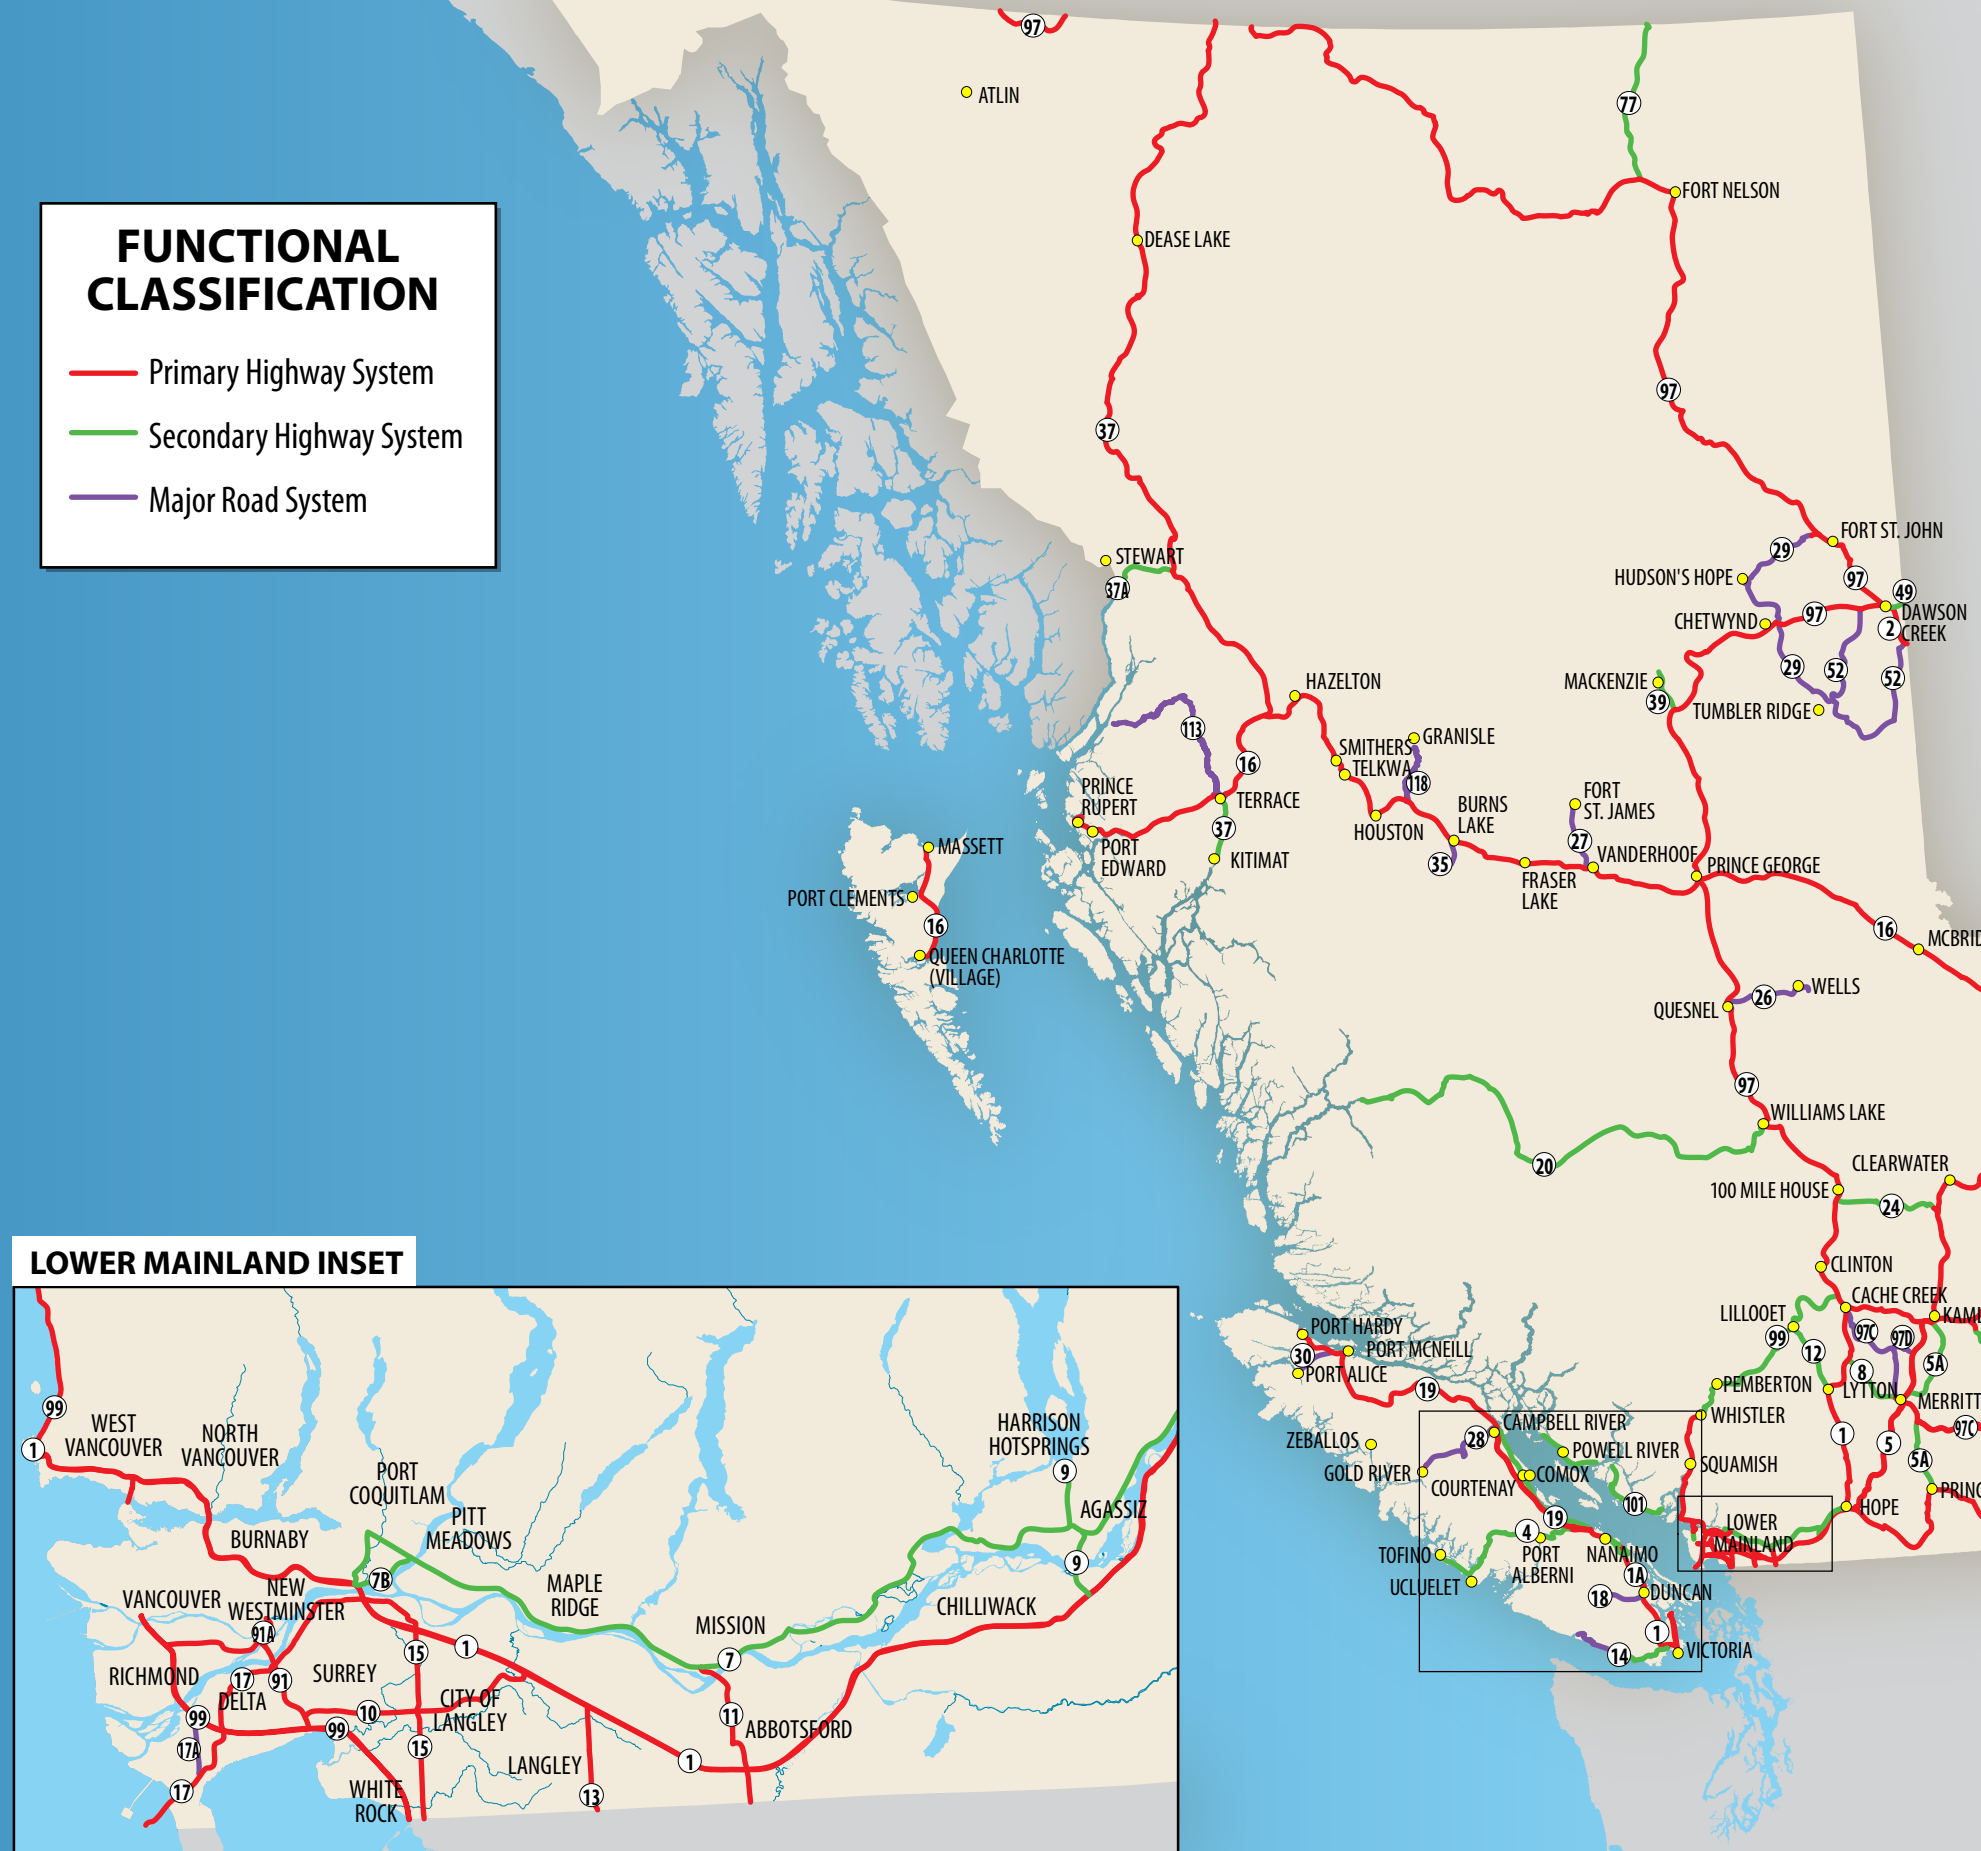 97
ATLIN
77
FORT NELSON
FUNCTIONAL
CLASSIFICATION
Primary Highway System
Secondary Highway System
Major Road System
DEASE LAKE
97
37
FORT ST. JOHN
29
STEWART
HUDSON'S HOPE
97
37A
49
DAWSON
CREEK
CHETWYND
97
2
29
52
52
HAZELTON
MACKENZIE
39
TUMBLER RIDGE
113
GRANISLE
SMITHERS
TELKWA
16
118
PRINCE
RUPERT
TERRACE
FORT
ST. JAMES
BURNS
LAKE
HOUSTON
37
27
MASSETT
PORT
EDWARD
KITIMAT
35
VANDERHOOF
PRINCE GEORGE
FRASER
LAKE
PORT CLEMENTS
16
16
MCBRID
QUEEN CHARLOTTE
(VILLAGE)
WELLS
26
QUESNEL
97
WILLIAMS LAKE
20
CLEARWATER
100 MILE HOUSE
24
CLINTON
CACHE CREEK
LILLOOET
KAML
99
97C
97D
12
5A
8
PORT HARDY
PORT MCNEILL
30
PORT ALICE
19
PEMBERTON
LYTTON
MERRITT
WHISTLER
97C
CAMPBELL RIVER
ZEBALLOS
28
POWELL RIVER
1
5
5A
GOLD RIVER
COMOX
SQUAMISH
COURTENAY
101
PRINC
HOPE
19
4
LOWER
MAINLAND
TOFINO
PORT
ALBERNI
NANAIMO
UCLUELET
1A
DUNCAN
18
1
14
VICTORIA
LOWER MAINLAND INSET
99
WEST
VANCOUVER
1
NORTH
VANCOUVER
HARRISON
HOTSPRINGS
9
PORT
COQUITLAM
PITT
MEADOWS
AGASSIZ
BURNABY
9
7B
NEW
WESTMINSTER
MAPLE
RIDGE
VANCOUVER
CHILLIWACK
91A
MISSION
15
1
7
RICHMOND
17
91
SURREY
DELTA
10
CITY OF
LANGLEY
99
99
11
ABBOTSFORD
17A
15
1
LANGLEY
17
WHITE
ROCK
13